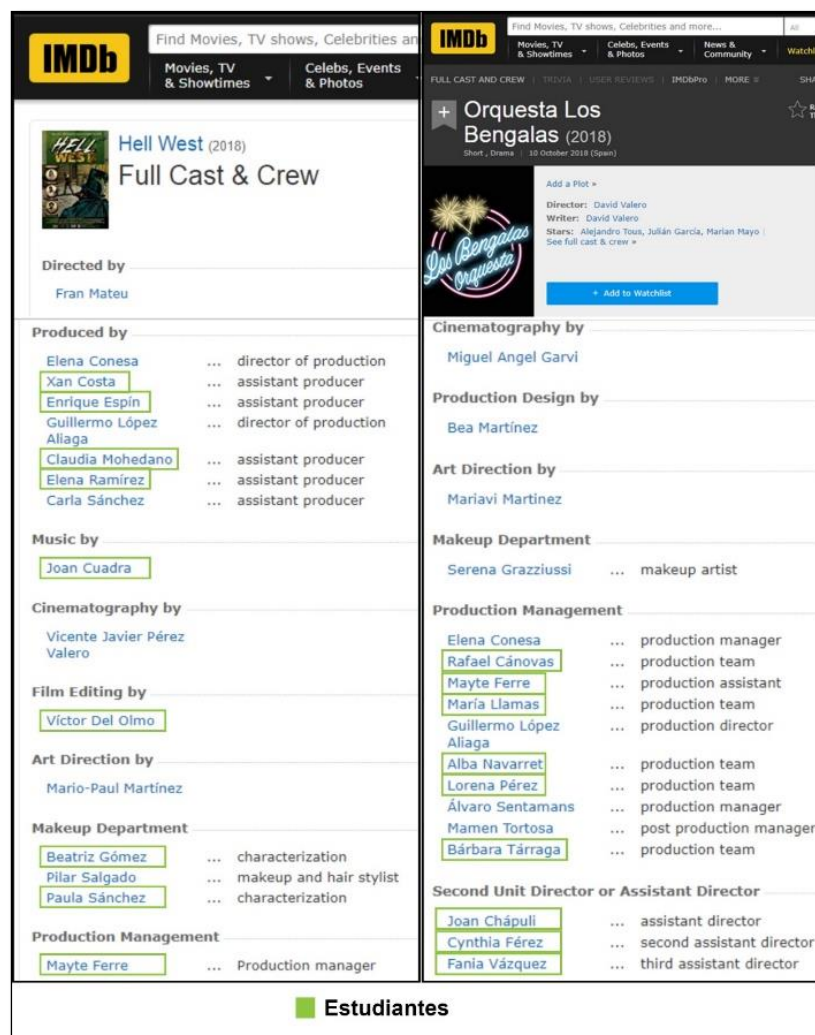 IMDb
Find Movies, TV shows, Celebrities an
Movies, TV & Showtimes
Celebs, Events & Photos
HELL WEST
Hell West (2018)
Full Cast & Crew
Directed by
Fran Mateu
Produced by
Elena Conesa ... director of production
Xan Costa ... assistant producer
Enrique Espín ... assistant producer
Guillermo López Aliaga ... director of production
Claudia Mohedano ... assistant producer
Elena Ramírez ... assistant producer
Carla Sánchez ... assistant producer
Music by
Joan Cuadra
Cinematography by
Vicente Javier Pérez
Valero
Film Editing by
Víctor Del Olmo
Art Direction by
Mario-Paul Martínez
Makeup Department
Beatriz Gómez ... characterization
Pilar Salgado ... makeup and hair stylist
Paula Sánchez ... characterization
Production Management
Mayte Ferre ... Production manager
IMDb
Find Movies, TV shows, Celebrities and more...
All
Movies, TV & Showtimes
Celebs, Events & Photos
News & Community
Watchli
FULL CAST AND CREW | TRIVIA | USER REVIEWS | IMDbPro | MORE
SHA
+ Orquesta Los
Bengalas (2018)
Short, Drama | 10 October 2018 (Spain)
Los Bengalas
Orquesta
Add a Plot »
Director: David Valero
Writer: David Valero
Stars: Alejandro Tous, Julián García, Marian Mayo |
See full cast & crew »
+ Add to Watchlist
Cinematography by
Miguel Angel Garvi
Production Design by
Bea Martínez
Art Direction by
Mariavi Martinez
Makeup Department
Serena Grazziussi ... makeup artist
Production Management
Elena Conesa ... production manager
Rafael Cánovas ... production team
Mayte Ferre ... production assistant
María Llamas ... production team
Guillermo López Aliaga ... production director
Alba Navarret ... production team
Lorena Pérez ... production team
Álvaro Sentamans ... production manager
Mamen Tortosa ... post production manager
Bárbara Tárraga ... production team
Second Unit Director or Assistant Director
Joan Chápuli ... assistant director
Cynthia Férez ... second assistant director
Fania Vázquez ... third assistant director
Estudiantes